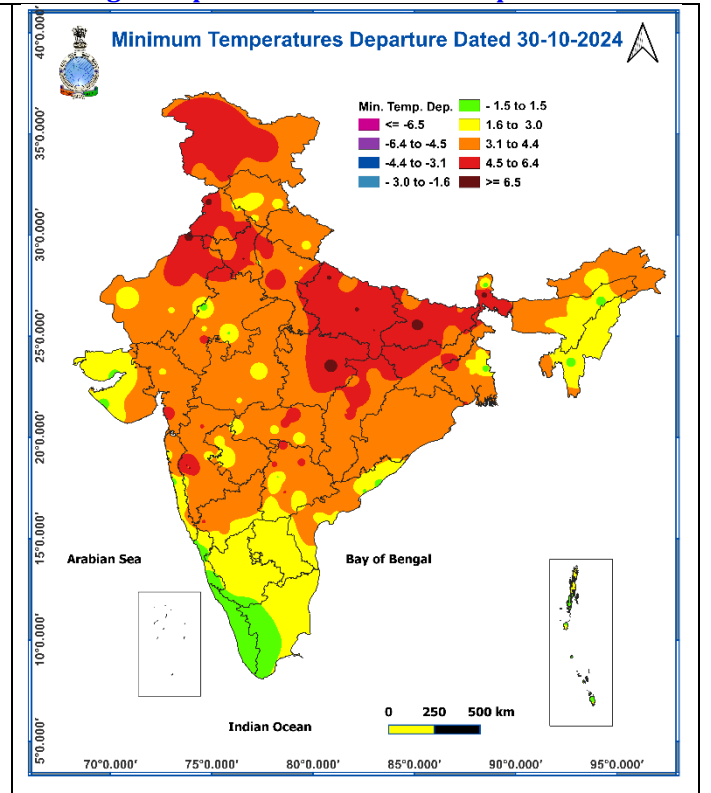 Minimum Temperatures Departure Dated 30-10-2024
Min. Temp. Dep.
<= -6.5
-6.4 to -4.5
-4.4 to -3.1
- 3.0 to -1.6
- 1.5 to 1.5
1.6 to 3.0
3.1 to 4.4
4.5 to 6.4
>= 6.5
40°0.000'
35°0.000'
30°0.000'
25°0.000'
20°0.000'
15°0.000'
10°0.000'
5°0.000'
Arabian Sea
Bay of Bengal
Indian Ocean
0 250 500 km
70°0.000' 75°0.000' 80°0.000' 85°0.000' 90°0.000' 95°0.000'